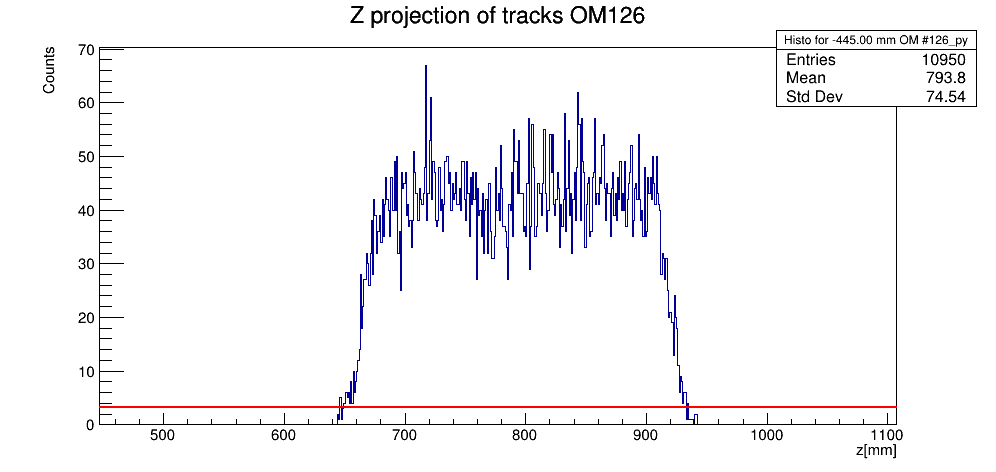 Z projection of tracks OM126
Histo for -445.00 mm OM #126_py
Entries 10950
Mean 793.8
Std Dev 74.54
Counts
70
60
50
40
30
20
10
0
500 600 700 800 900 1000 1100
z[mm]